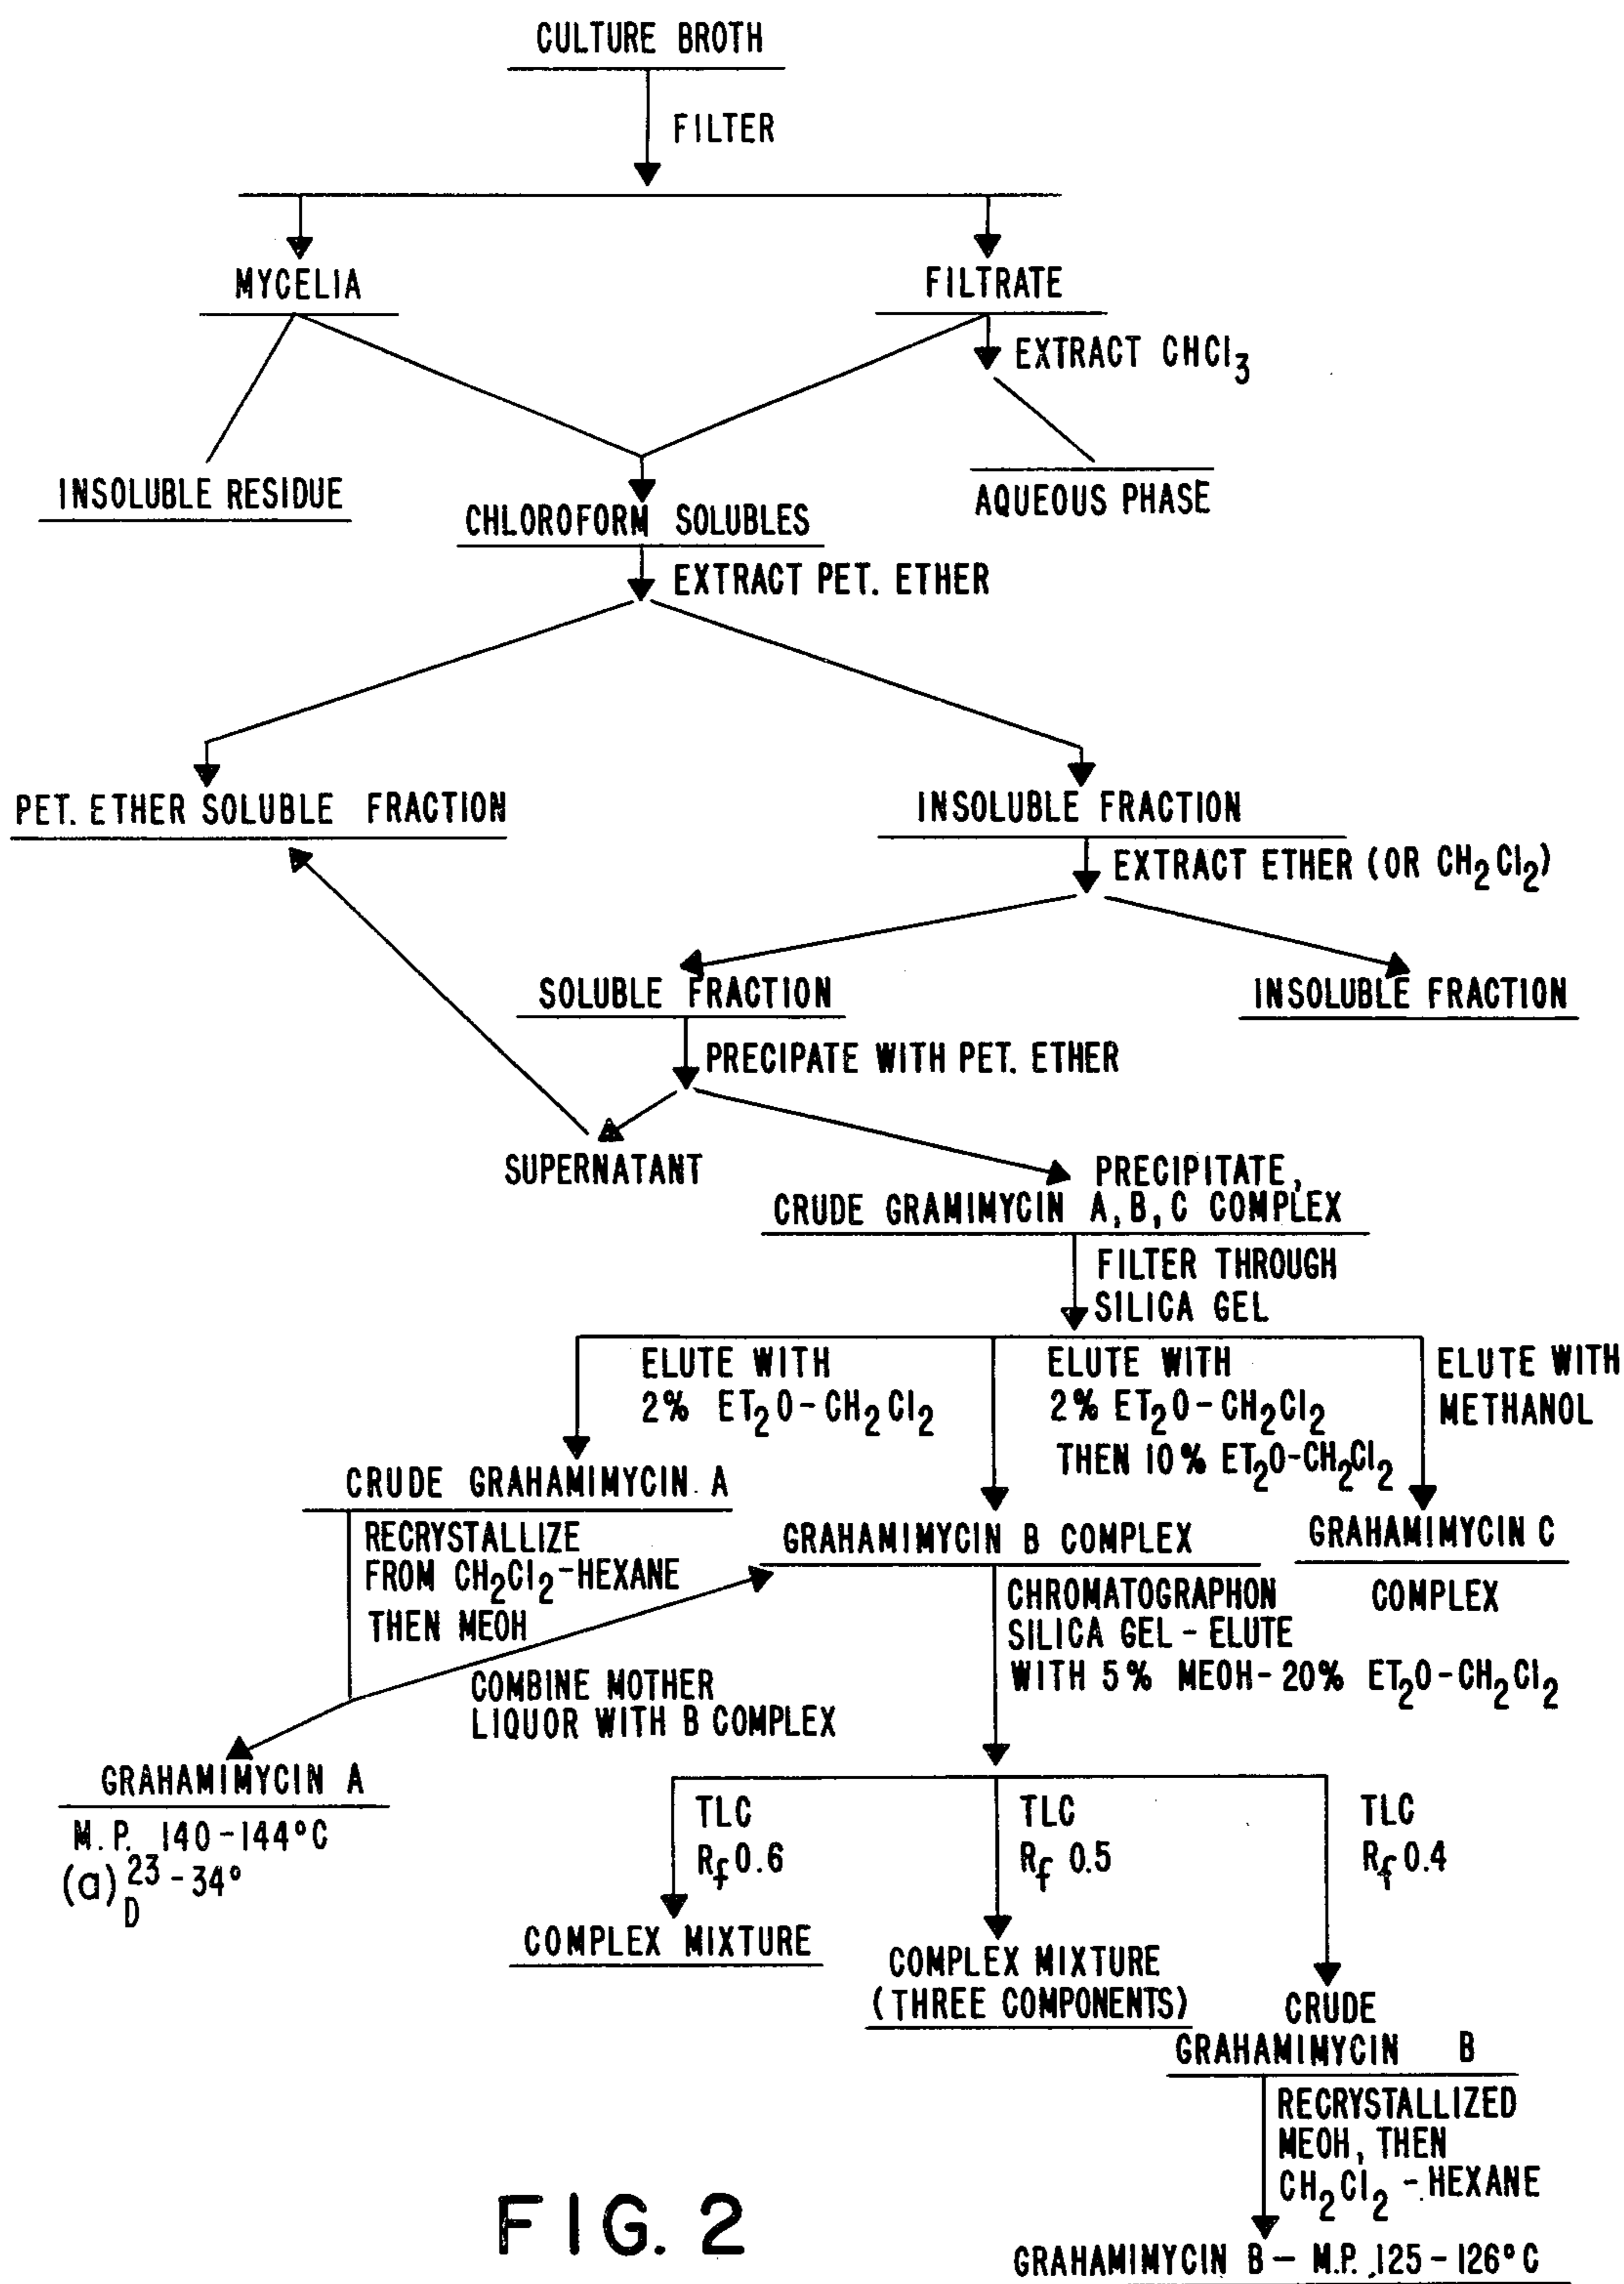 CULTURE BROTH
FILTER
MYCELIA
FILTRATE
EXTRACT CHCl3
INSOLUBLE RESIDUE
AQUEOUS PHASE
CHLOROFORM SOLUBLES
EXTRACT PET. ETHER
PET. ETHER SOLUBLE FRACTION
INSOLUBLE FRACTION
EXTRACT ETHER (OR CH2Cl2)
SOLUBLE FRACTION
INSOLUBLE FRACTION
PRECIPATE WITH PET. ETHER
SUPERNATANT
PRECIPITATE,
CRUDE GRAMIMYCIN A, B, C COMPLEX
FILTER THROUGH
SILICA GEL
ELUTE WITH
2% ET2O-CH2Cl2
ELUTE WITH
2% ET2O-CH2Cl2
THEN 10% ET2O-CH2Cl2
ELUTE WITH
METHANOL
CRUDE GRAHAMIMYCIN A
RECRYSTALLIZE
FROM CH2Cl2-HEXANE
THEN MEOH
GRAHAMIMYCIN B COMPLEX
GRAHAMIMYCIN C
COMPLEX
CHROMATOGRAPHON
SILICA GEL - ELUTE
WITH 5% MEOH-20% ET2O-CH2Cl2
COMBINE MOTHER
LIQUOR WITH B COMPLEX
GRAHAMIMYCIN A
M.P. 140-144°C
(a)23D -34°
TLC
Rf 0.6
TLC
Rf 0.5
TLC
Rf 0.4
COMPLEX MIXTURE
COMPLEX MIXTURE
(THREE COMPONENTS)
CRUDE
GRAHAMIMYCIN B
RECRYSTALLIZED
MEOH, THEN
CH2Cl2 - HEXANE
GRAHAMIMYCIN B - M.P. 125-126°C
FIG. 2